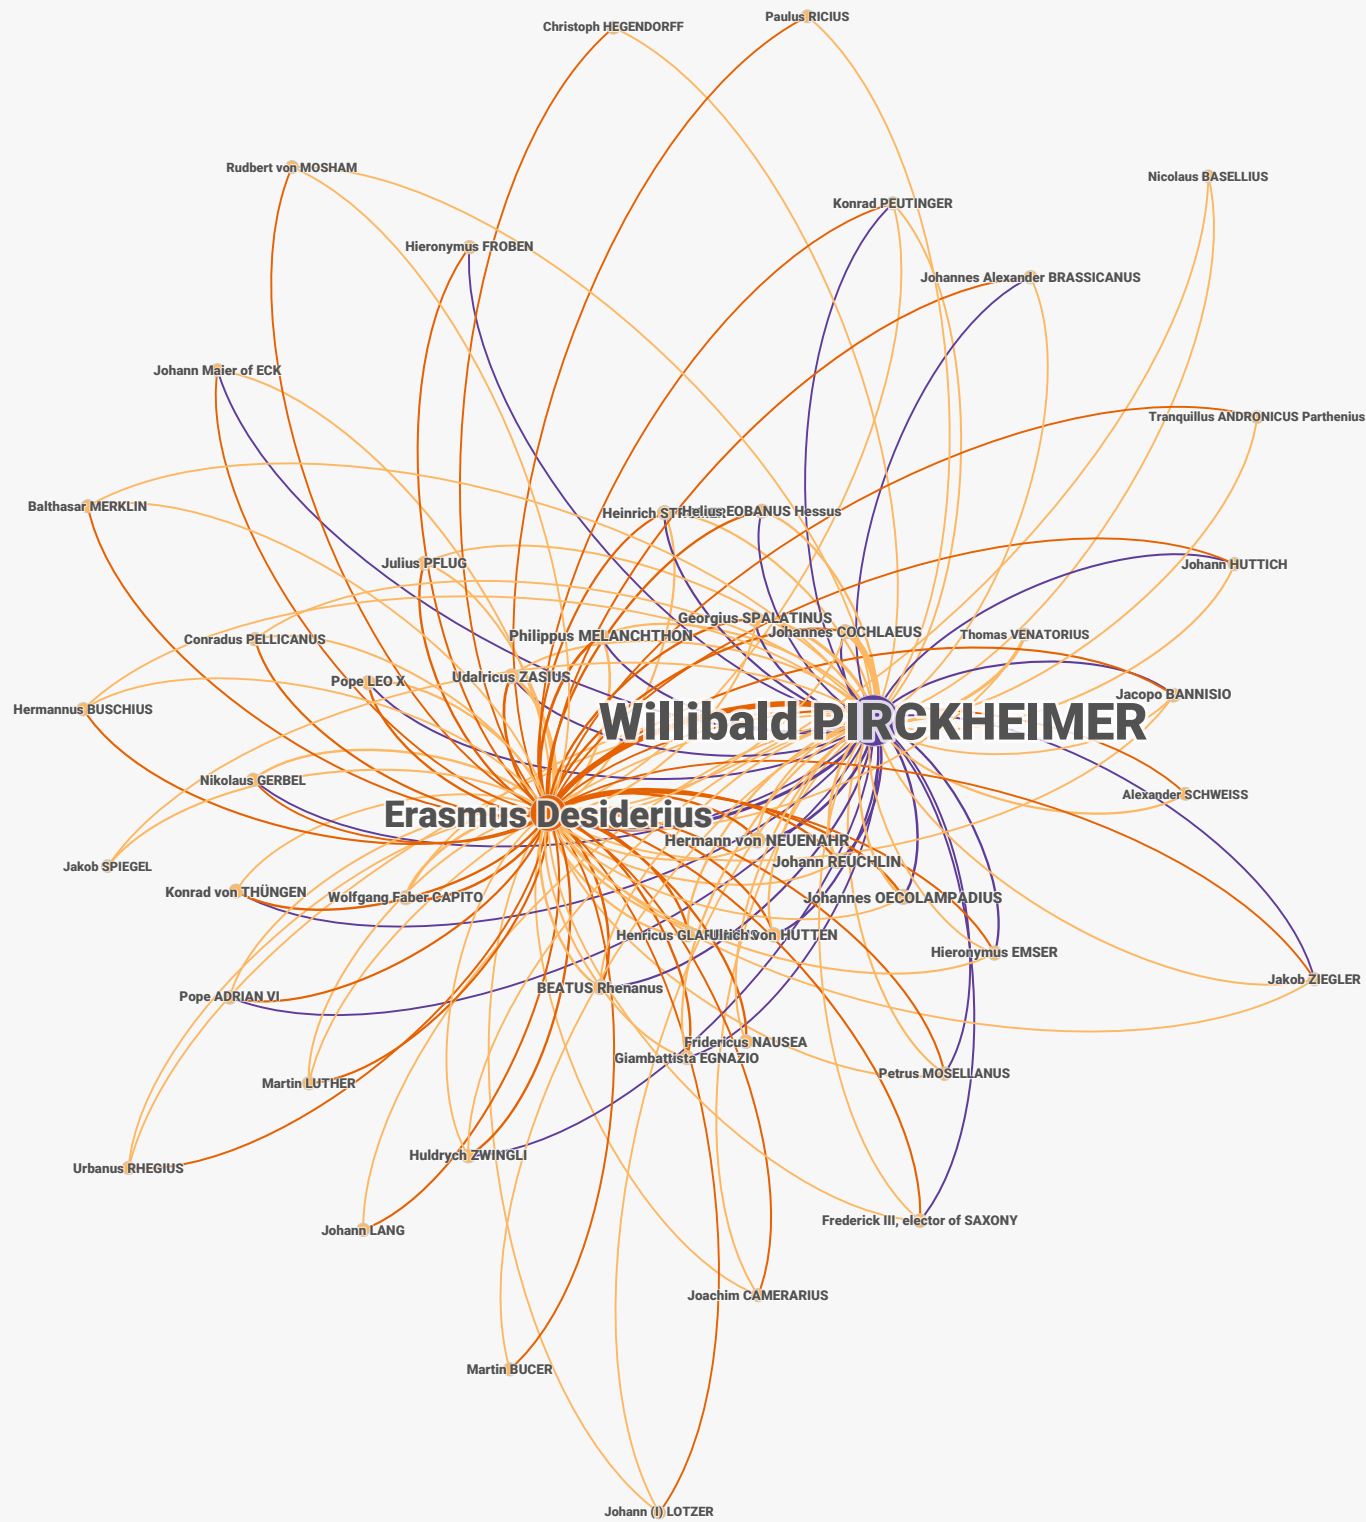 Paulus RICIUS
Christoph HEGENDORFF
Rudbert von MOSHAM
Nicolaus BASELLIUS
Konrad PEUTINGER
Hieronymus FROBEN
Johannes Alexander BRASSICANUS
Johann Maier of ECK
Tranquillus ANDRONICUS Parthenius
Balthasar MERKLIN
Heinrich
Helius EOBANUS Hessus
Julius PFLUG
Johann HUTTICH
Georgius SPALATINUS
Johannes COCHLAEUS
Philippus MELANCHTHON
Thomas VENATORIUS
Conradus PELLICANUS
Udalricus ZASIUS
Pope LEO X
Jacopo BANNISIO
Hermannus BUSCHIUS
Willibald PIRCKHEIMER
Nikolaus GERBEL
Alexander SCHWEISS
Erasmus Desiderius
Hermann von NEUENAHR
Johann REUCHLIN
Jakob SPIEGEL
Konrad von THÜNGEN
Wolfgang Faber CAPITO
Johannes OECOLAMPADIUS
Henricus
Ulrich von HUTTEN
Hieronymus EMSER
Jakob ZIEGLER
BEATUS Rhenanus
Pope ADRIAN VI
Fridericus NAUSEA
Giambattista EGNAZIO
Petrus MOSELLANUS
Martin LUTHER
Huldrych ZWINGLI
Urbanus RHEGIUS
Frederick III, elector of SAXONY
Johann LANG
Joachim CAMERARIUS
Martin BUCER
Johann (I) LOTZER